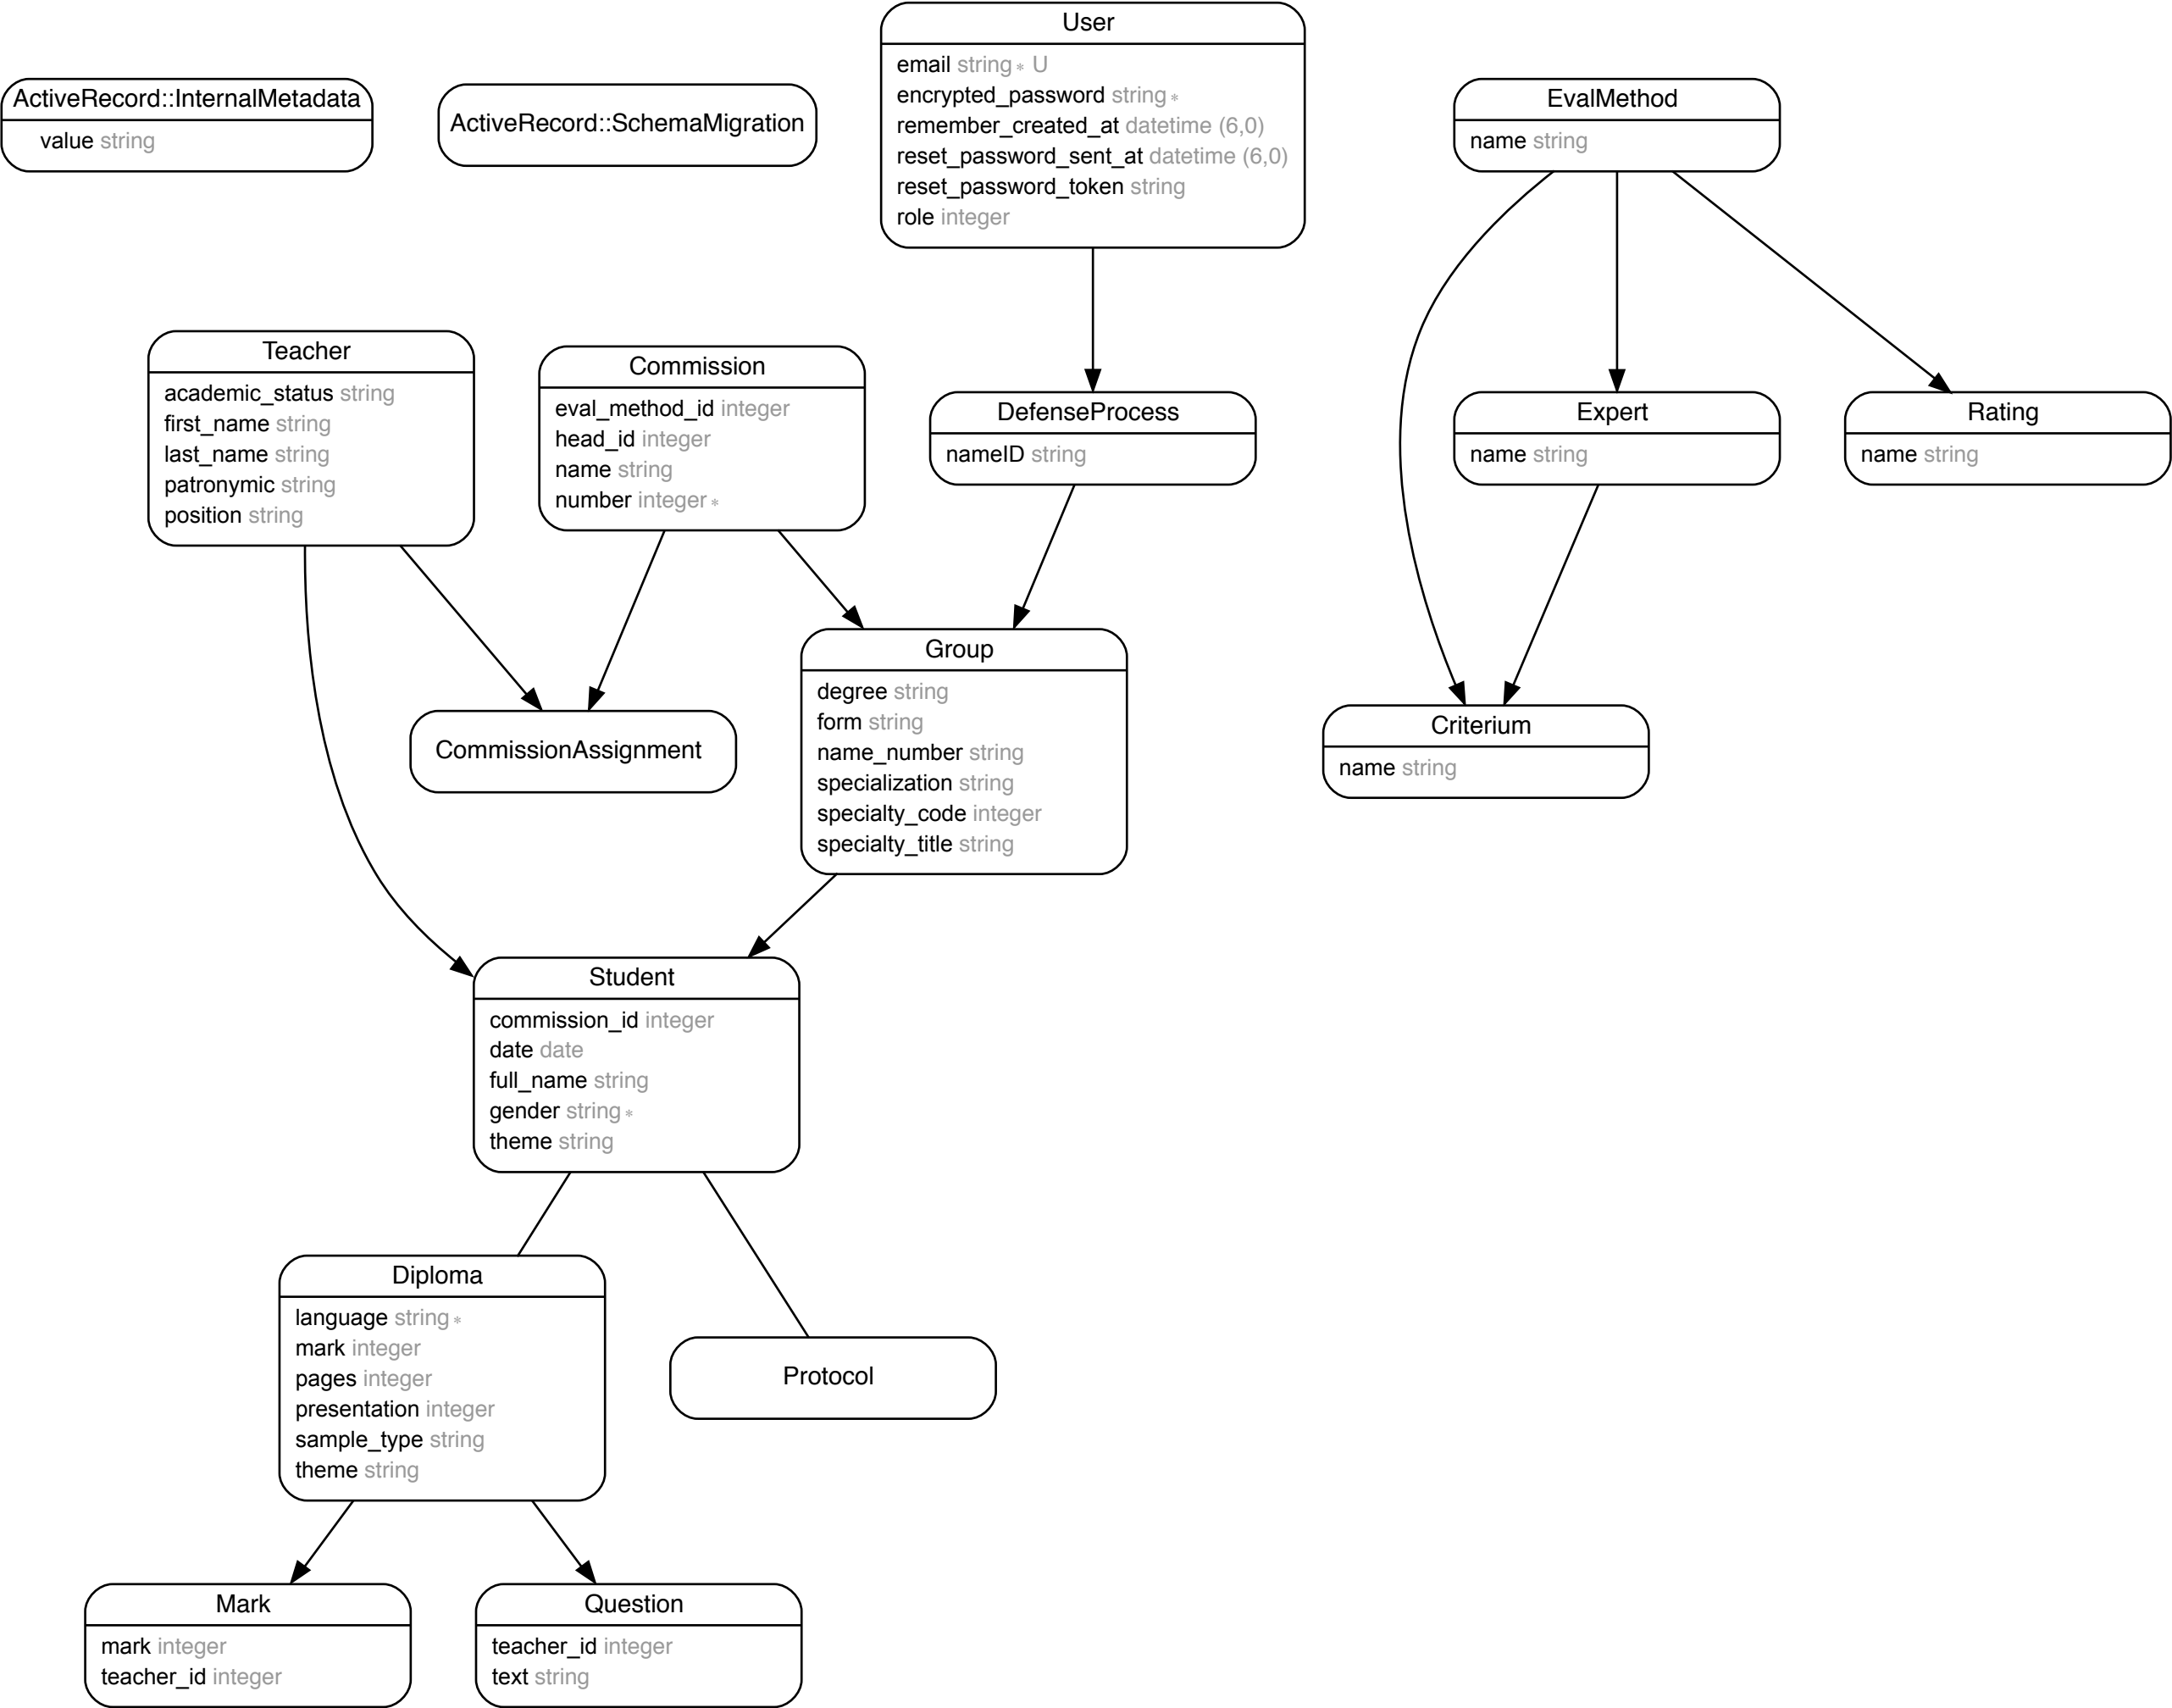 User
email string* U
encrypted_password string*
remember_created_at datetime (6,0)
reset_password_sent_at datetime (6,0)
reset_password_token string
role integer
ActiveRecord::InternalMetadata
value string
ActiveRecord::SchemaMigration
EvalMethod
name string
Teacher
academic_status string
first_name string
last_name string
patronymic string
position string
Commission
eval_method_id integer
head_id integer
name string
number integer*
DefenseProcess
nameID string
Expert
name string
Rating
name string
CommissionAssignment
Group
degree string
form string
name_number string
specialization string
specialty_code integer
specialty_title string
Criterium
name string
Student
commission_id integer
date date
full_name string
gender string*
theme string
Diploma
language string*
mark integer
pages integer
presentation integer
sample_type string
theme string
Protocol
Mark
mark integer
teacher_id integer
Question
teacher_id integer
text string